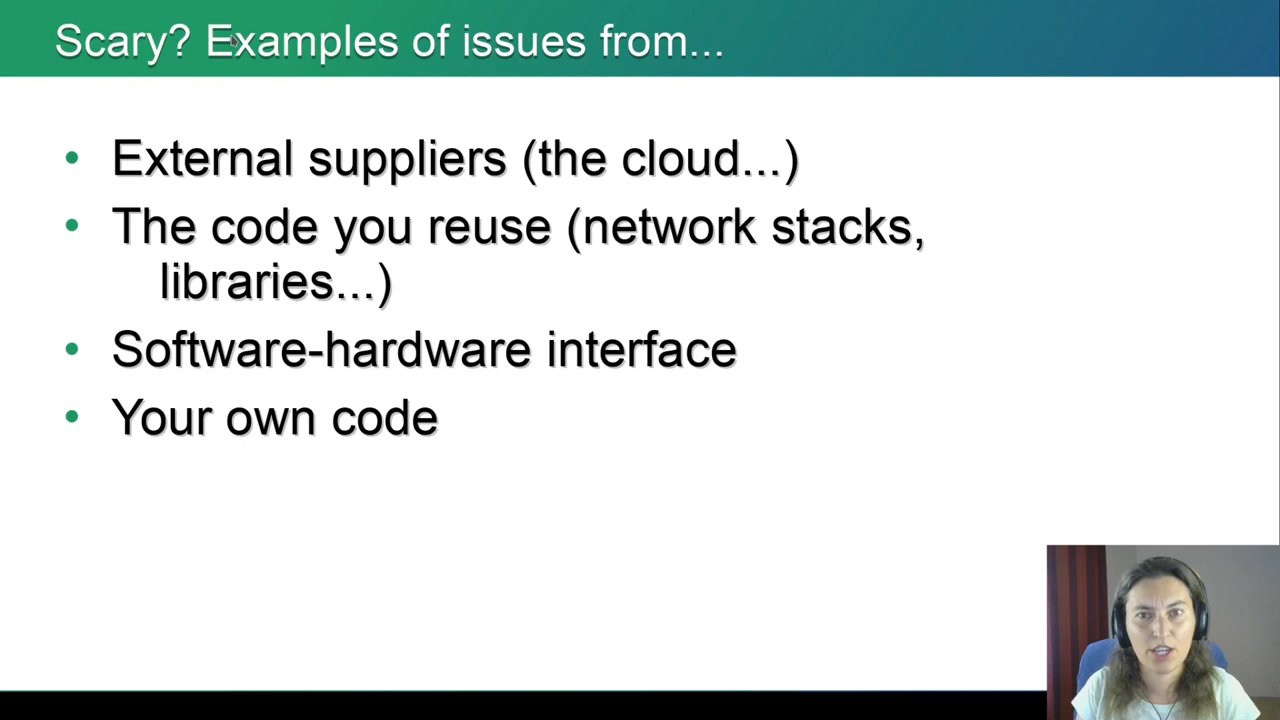 Scary? Examples of issues from...
• External suppliers (the cloud...)
• The code you reuse (network stacks,
libraries...)
• Software-hardware interface
• Your own code